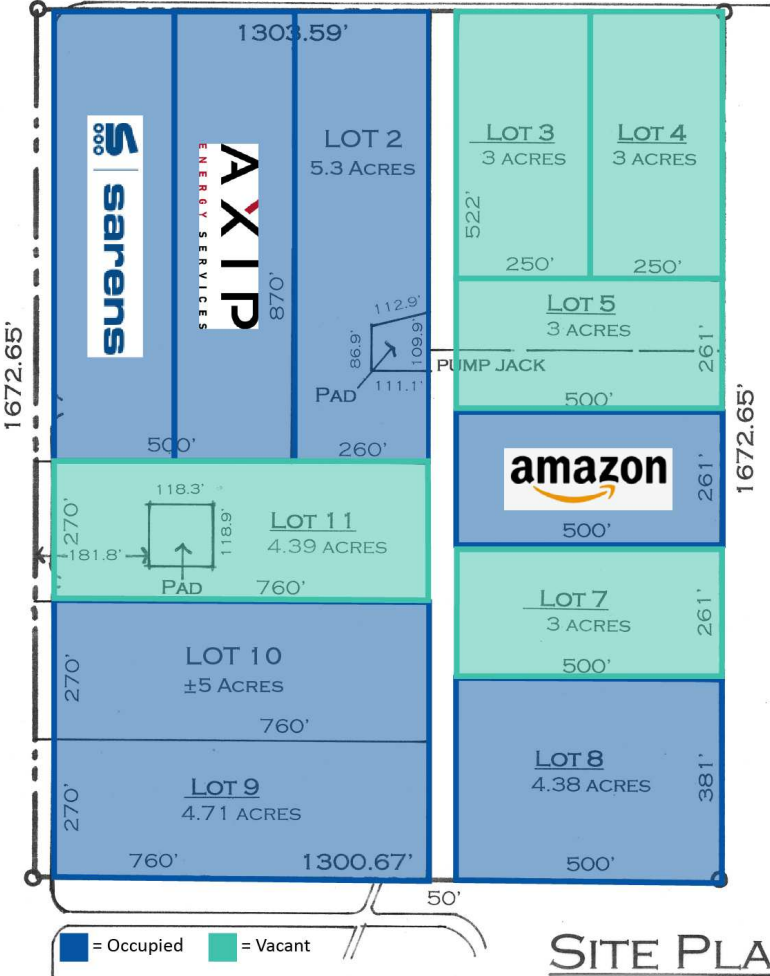 1303.59'
sarens
AXIP
ENERGY SERVICES
870'
500'
LOT 2
5.3 ACRES
112.9'
86.9'
109.9'
111.1'
PAD
260'
LOT 3
3 ACRES
522'
250'
LOT 4
3 ACRES
250'
LOT 5
3 ACRES
261'
PUMP JACK
500'
1672.65'
1672.65'
amazon
261'
500'
118.3'
118.9'
270'
181.8'
PAD
LOT 11
4.39 ACRES
760'
LOT 7
3 ACRES
261'
500'
LOT 10
±5 ACRES
270'
760'
LOT 9
4.71 ACRES
270'
760'
1300.67'
LOT 8
4.38 ACRES
381'
500'
50'
= Occupied
= Vacant
SITE PLA